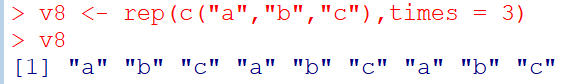 > v8 <- rep(c("a","b","c"),times = 3)
> v8
[1] "a" "b" "c" "a" "b" "c" "a" "b" "c"